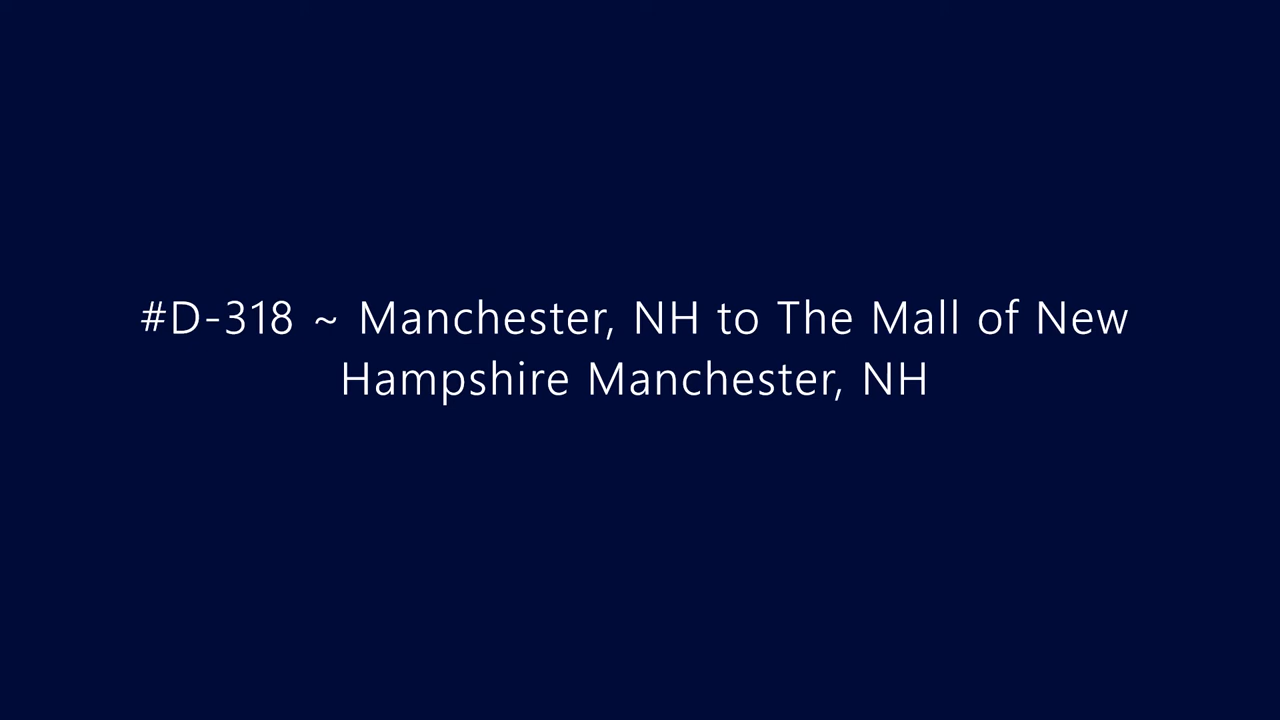 #D-318 ~ Manchester, NH to The Mall of New
Hampshire Manchester, NH